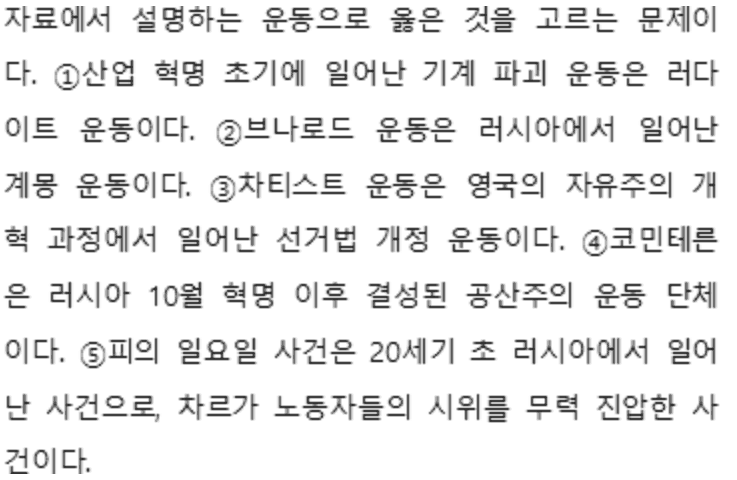 자료에서 설명하는 운동으로 옳은 것을 고르는 문제이
다. ①산업 혁명 초기에 일어난 기계 파괴 운동은 러다
이트 운동이다. ②브나로드 운동은 러시아에서 일어난
계몽 운동이다. ③차티스트 운동은 영국의 자유주의 개
혁 과정에서 일어난 선거법 개정 운동이다. ④코민테른
은 러시아 10월 혁명 이후 결성된 공산주의 운동 단체
이다. ⑤피의 일요일 사건은 20세기 초 러시아에서 일어
난 사건으로, 차르가 노동자들의 시위를 무력 진압한 사
건이다.